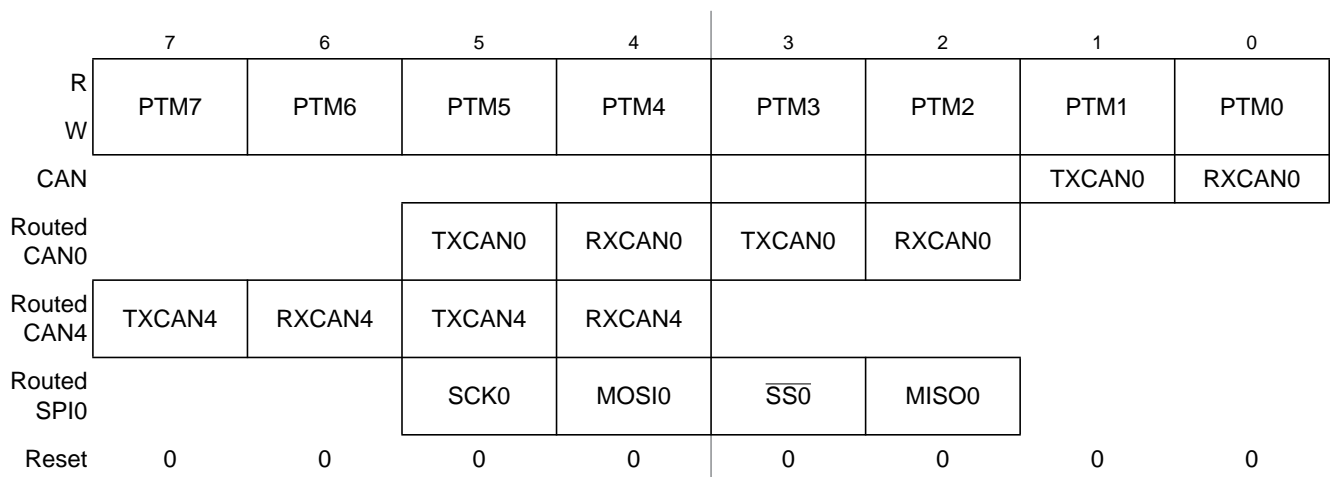 7 6 5 4 3 2 1 0
R
W
PTM7 PTM6 PTM5 PTM4 PTM3 PTM2 PTM1 PTM0
CAN TXCAN0 RXCAN0
Routed
CAN0
TXCAN0 RXCAN0 TXCAN0 RXCAN0
Routed
CAN4
TXCAN4 RXCAN4 TXCAN4 RXCAN4
Routed
SPI0
SCK0 MOSI0 S̅S̅0̅ MISO0
Reset 0 0 0 0 0 0 0 0